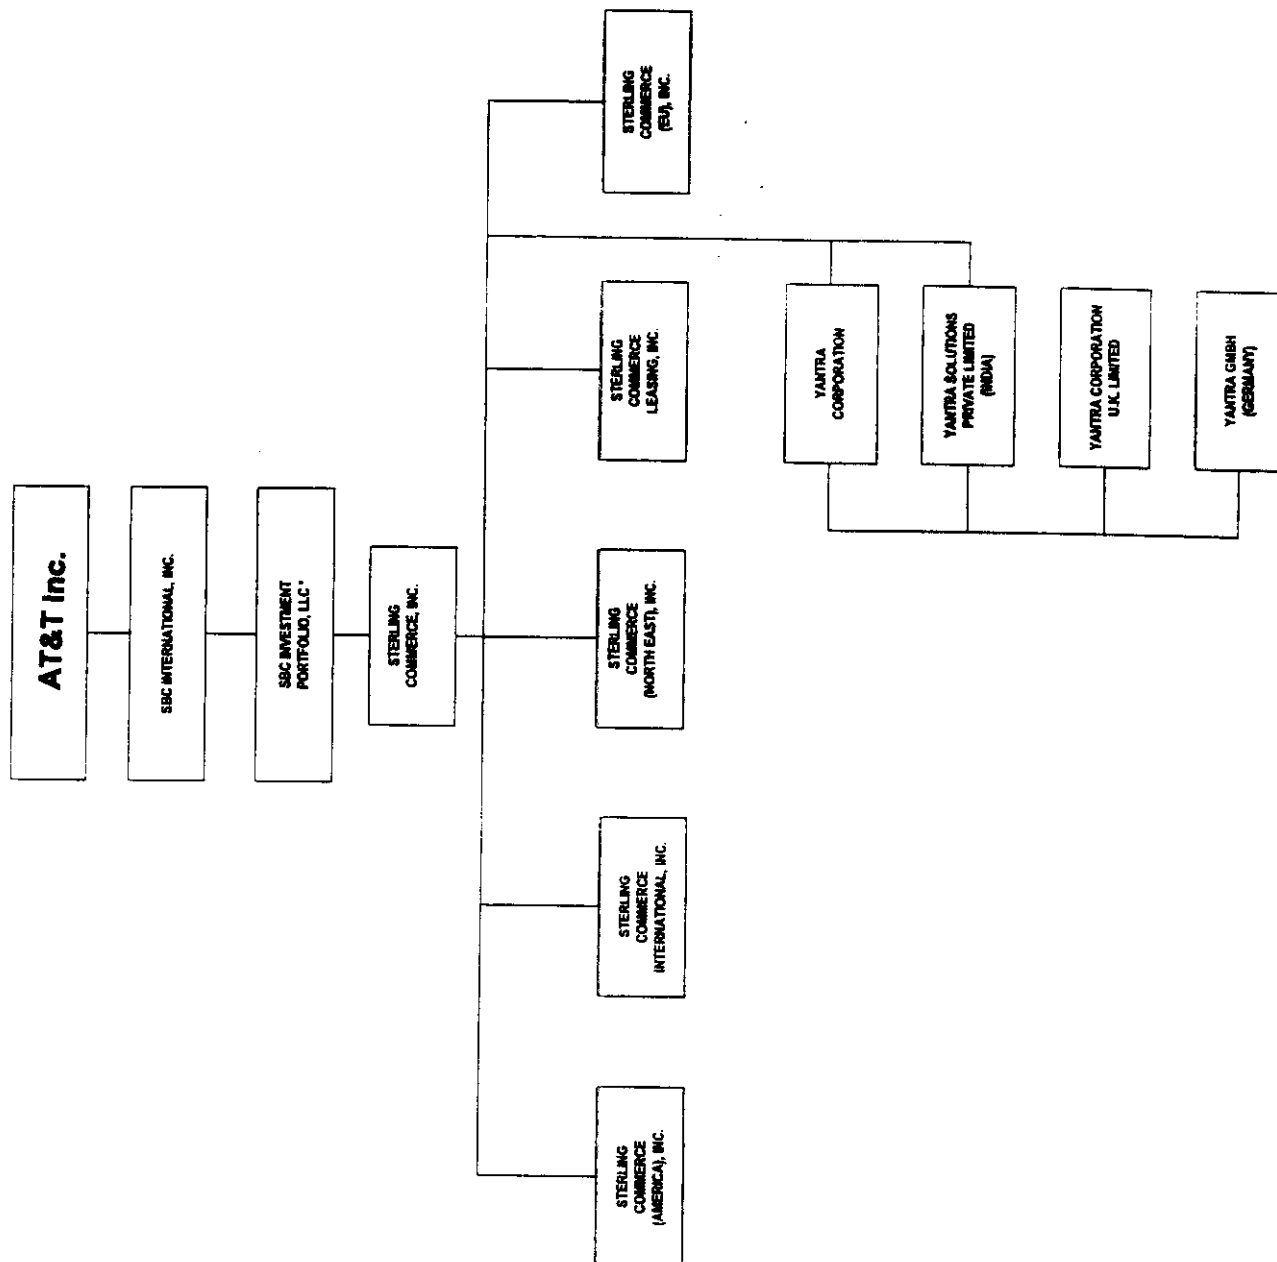 AT&T Inc.
SBC INTERNATIONAL, INC.
SBC INVESTMENT
PORTFOLIO, LLC*
STERLING
COMMERCE, INC.
STERLING
COMMERCE
(AMERICA), INC.
STERLING
COMMERCE
INTERNATIONAL, INC.
STERLING
COMMERCE
(NORTH EAST), INC.
STERLING
COMMERCE
LEASING, INC.
STERLING
COMMERCE
(EU), INC.
YANTRA
CORPORATION
YANTRA SOLUTIONS
PRIVATE LIMITED
(INDIA)
YANTRA CORPORATION
U.K. LIMITED
YANTRA GMBH
(GERMANY)